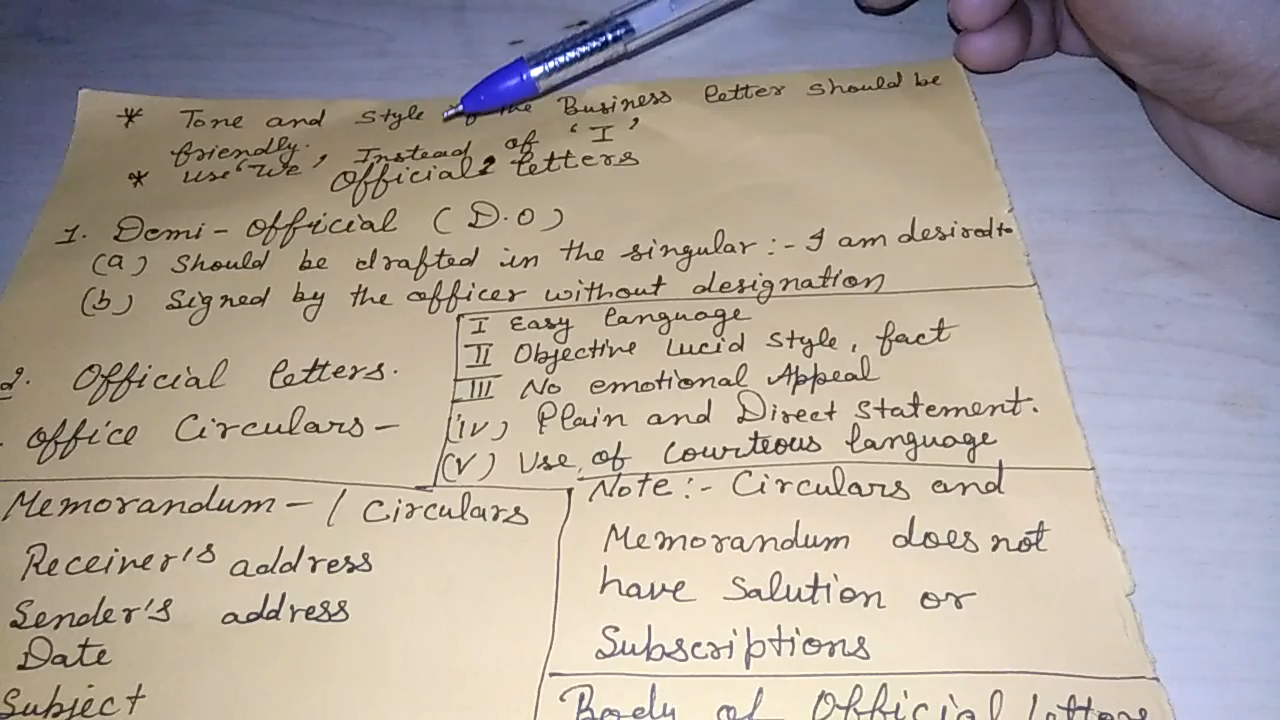 * Tone and Style the Business letter should be
friendly.
* use 'We', Instead of 'I'
Official letters
1. Demi-Official (D.O)
(a) Should be drafted in the singular :- I am desired to
(b) Signed by the officer without designation
2. Official letters.
I Easy language
II Objective Lucid Style, fact
III No emotional Appeal
(iv) Plain and Direct Statement.
(v) Use of Courteous language
Office Circulars -
Memorandum - / Circulars
Receiver's address
Sender's address
Date
Subject
Note :- Circulars and
Memorandum does not
have Salution or
Subscriptions
Body of Official letters